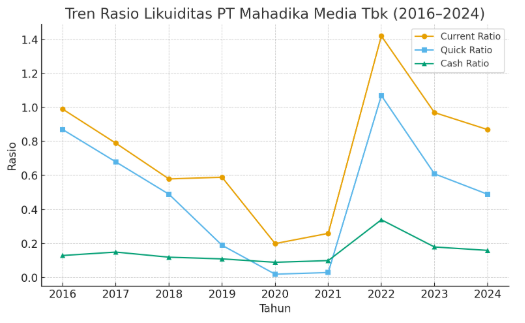 Tren Rasio Likuiditas PT Mahadika Media Tbk (2016–2024)
Current Ratio
Quick Ratio
Cash Ratio
Rasio
1.4
1.2
1.0
0.8
0.6
0.4
0.2
0.0
2016 2017 2018 2019 2020 2021 2022 2023 2024
Tahun